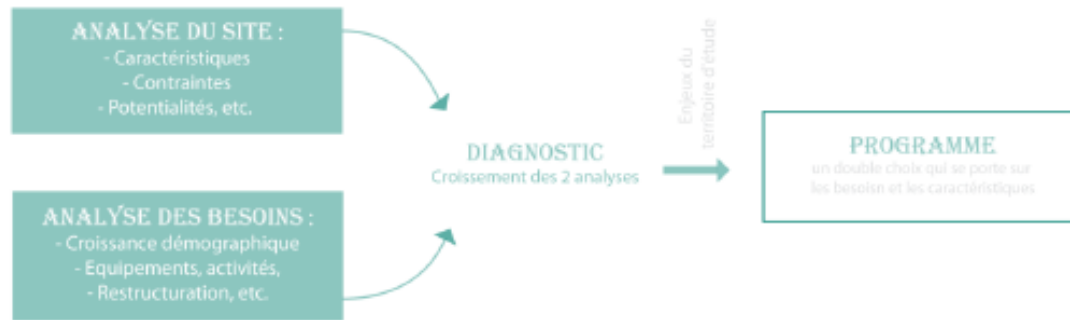 ANALYSE DU SITE :
- Caractéristiques
- Contraintes
- Potentialités, etc.
ANALYSE DES BESOINS :
- Croissance démographique
- Equipements, activités,
- Restructuration, etc.
DIAGNOSTIC
Croissement des 2 analyses
Enjeux du
territoire d'étude
PROGRAMME
un double choix qui se porte sur
les besoisn et les caractéristiques